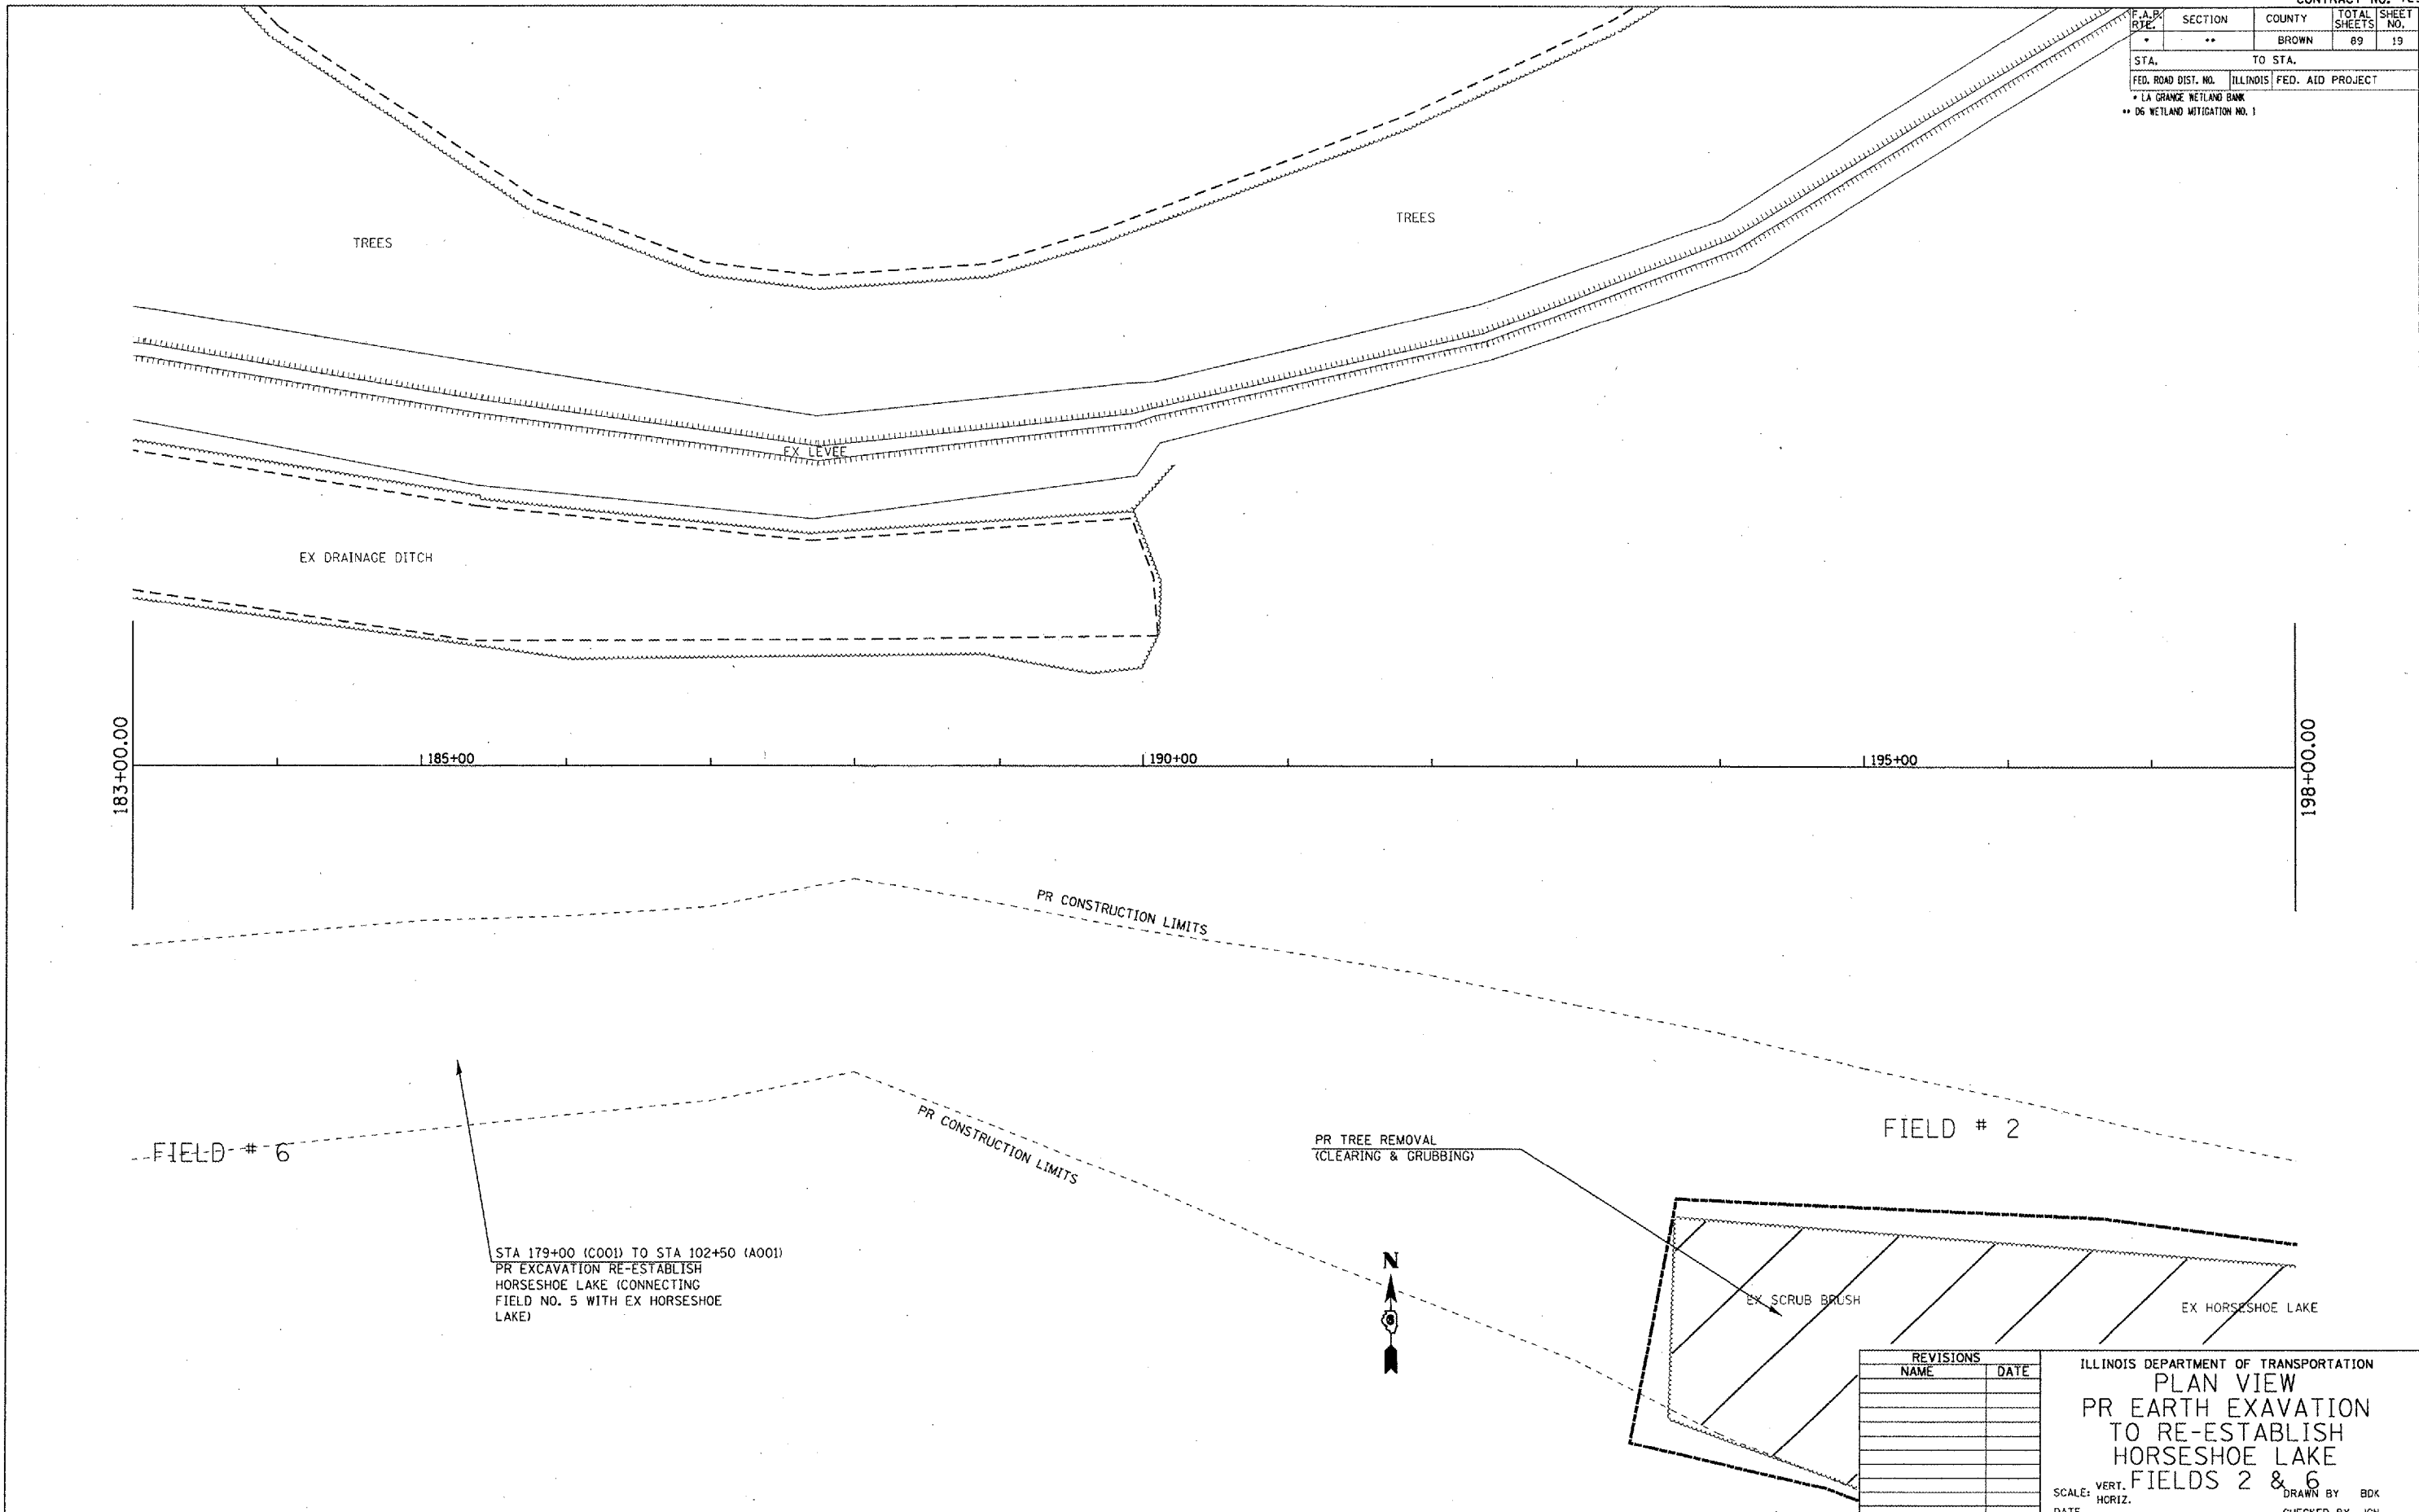 CONTRACT NO.
F.A.P. RTE. SECTION COUNTY TOTAL SHEETS SHEET NO.
* ** BROWN 89 19
STA. TO STA.
FED. ROAD DIST. NO. ILLINOIS FED. AID PROJECT
* LA GRANGE WETLAND BANK
** D6 WETLAND MITIGATION NO. 1
TREES
TREES
EX LEVEE
EX DRAINAGE DITCH
183+00.00
185+00
190+00
195+00
198+00.00
PR CONSTRUCTION LIMITS
PR CONSTRUCTION LIMITS
FIELD # 6
FIELD # 2
PR TREE REMOVAL
(CLEARING & GRUBBING)
STA 179+00 (C001) TO STA 102+50 (A001)
PR EXCAVATION RE-ESTABLISH
HORSESHOE LAKE (CONNECTING
FIELD NO. 5 WITH EX HORSESHOE
LAKE)
N
EX SCRUB BRUSH
EX HORSESHOE LAKE
REVISIONS
NAME DATE
ILLINOIS DEPARTMENT OF TRANSPORTATION
PLAN VIEW
PR EARTH EXAVATION
TO RE-ESTABLISH
HORSESHOE LAKE
FIELDS 2 & 6
SCALE: VERT. HORIZ.
DRAWN BY BDK
DATE
CHECKED BY